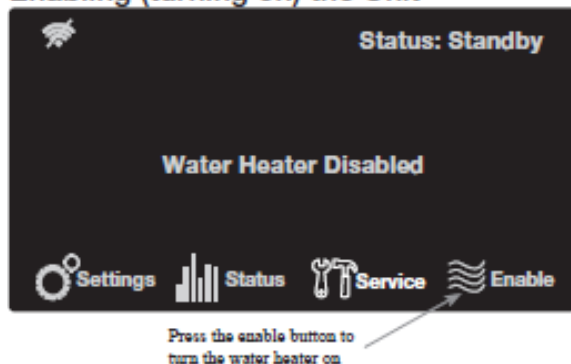 Enabling (turning on) the Unit
Status: Standby
Water Heater Disabled
Settings Status Service Enable
Press the enable button to
turn the water heater on